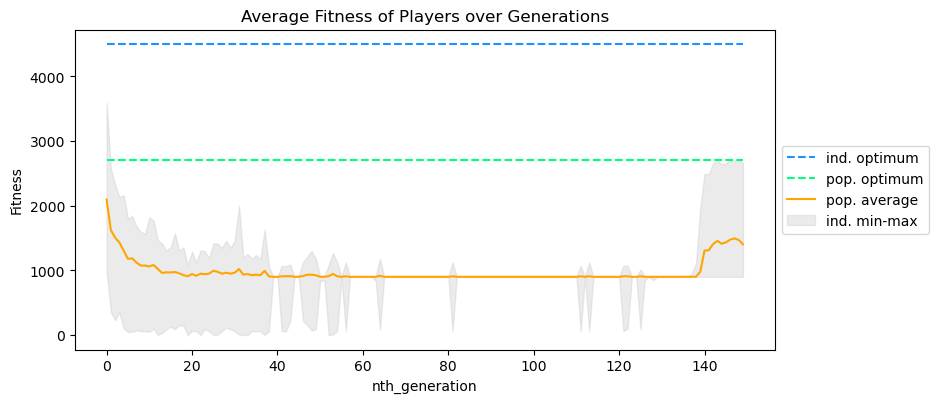 Average Fitness of Players over Generations
Fitness
4000
3000
2000
1000
0
0 20 40 60 80 100 120 140
nth_generation
ind. optimum
pop. optimum
pop. average
ind. min-max